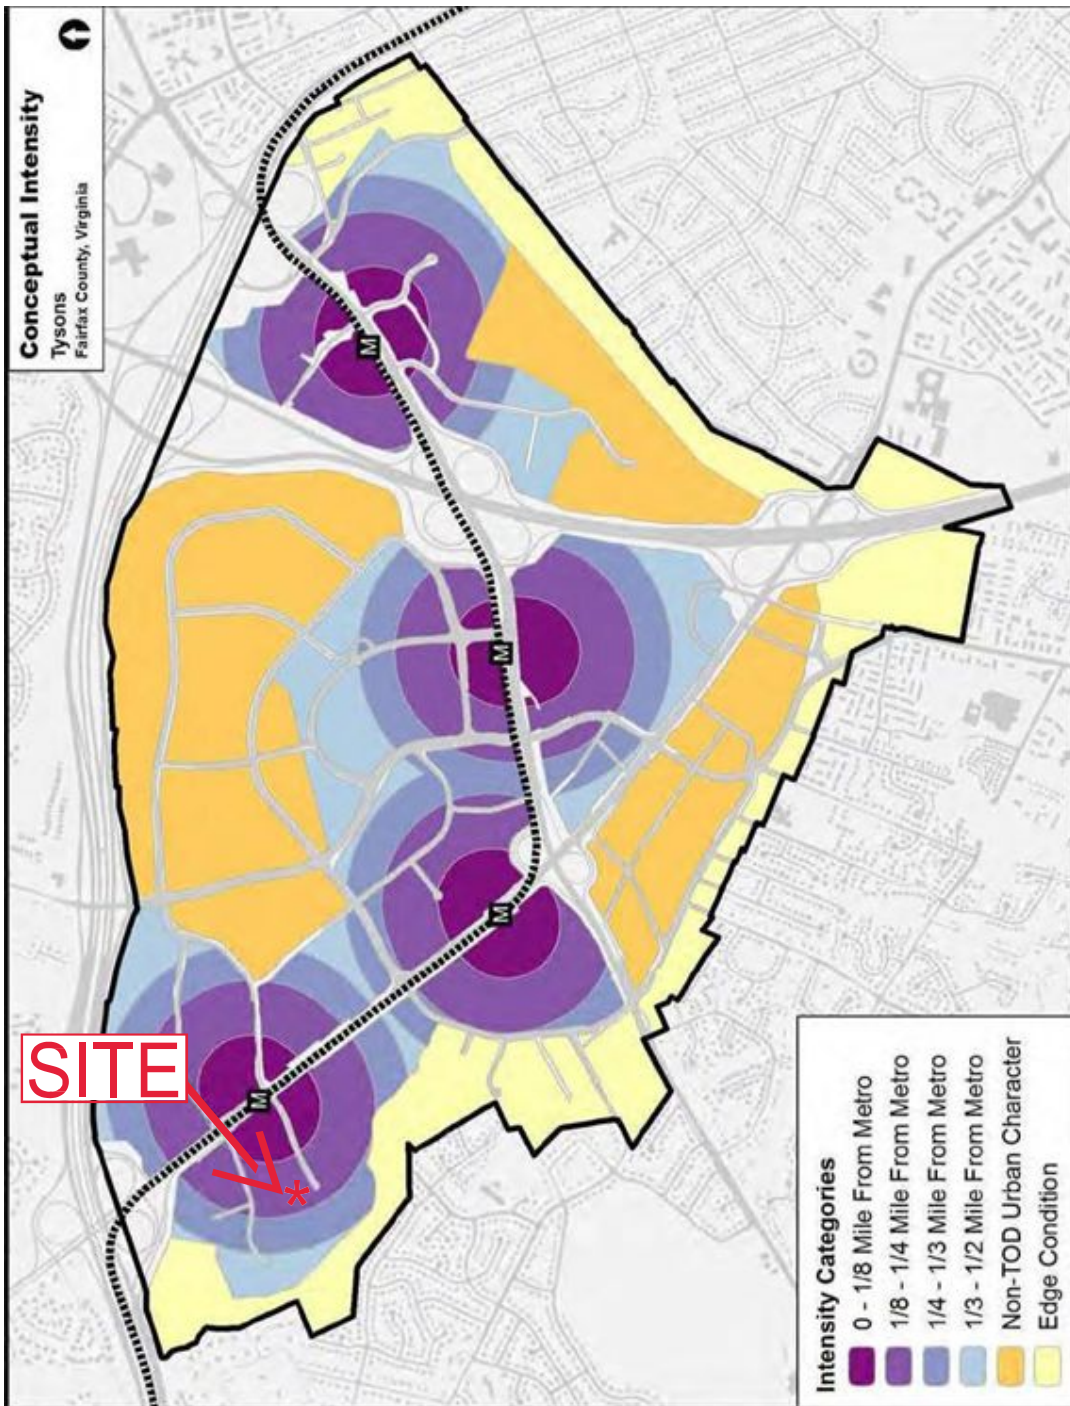 Conceptual Intensity
Tysons
Fairfax County, Virginia
M
M
M
M
SITE
*
Intensity Categories
0 - 1/8 Mile From Metro
1/8 - 1/4 Mile From Metro
1/4 - 1/3 Mile From Metro
1/3 - 1/2 Mile From Metro
Non-TOD Urban Character
Edge Condition